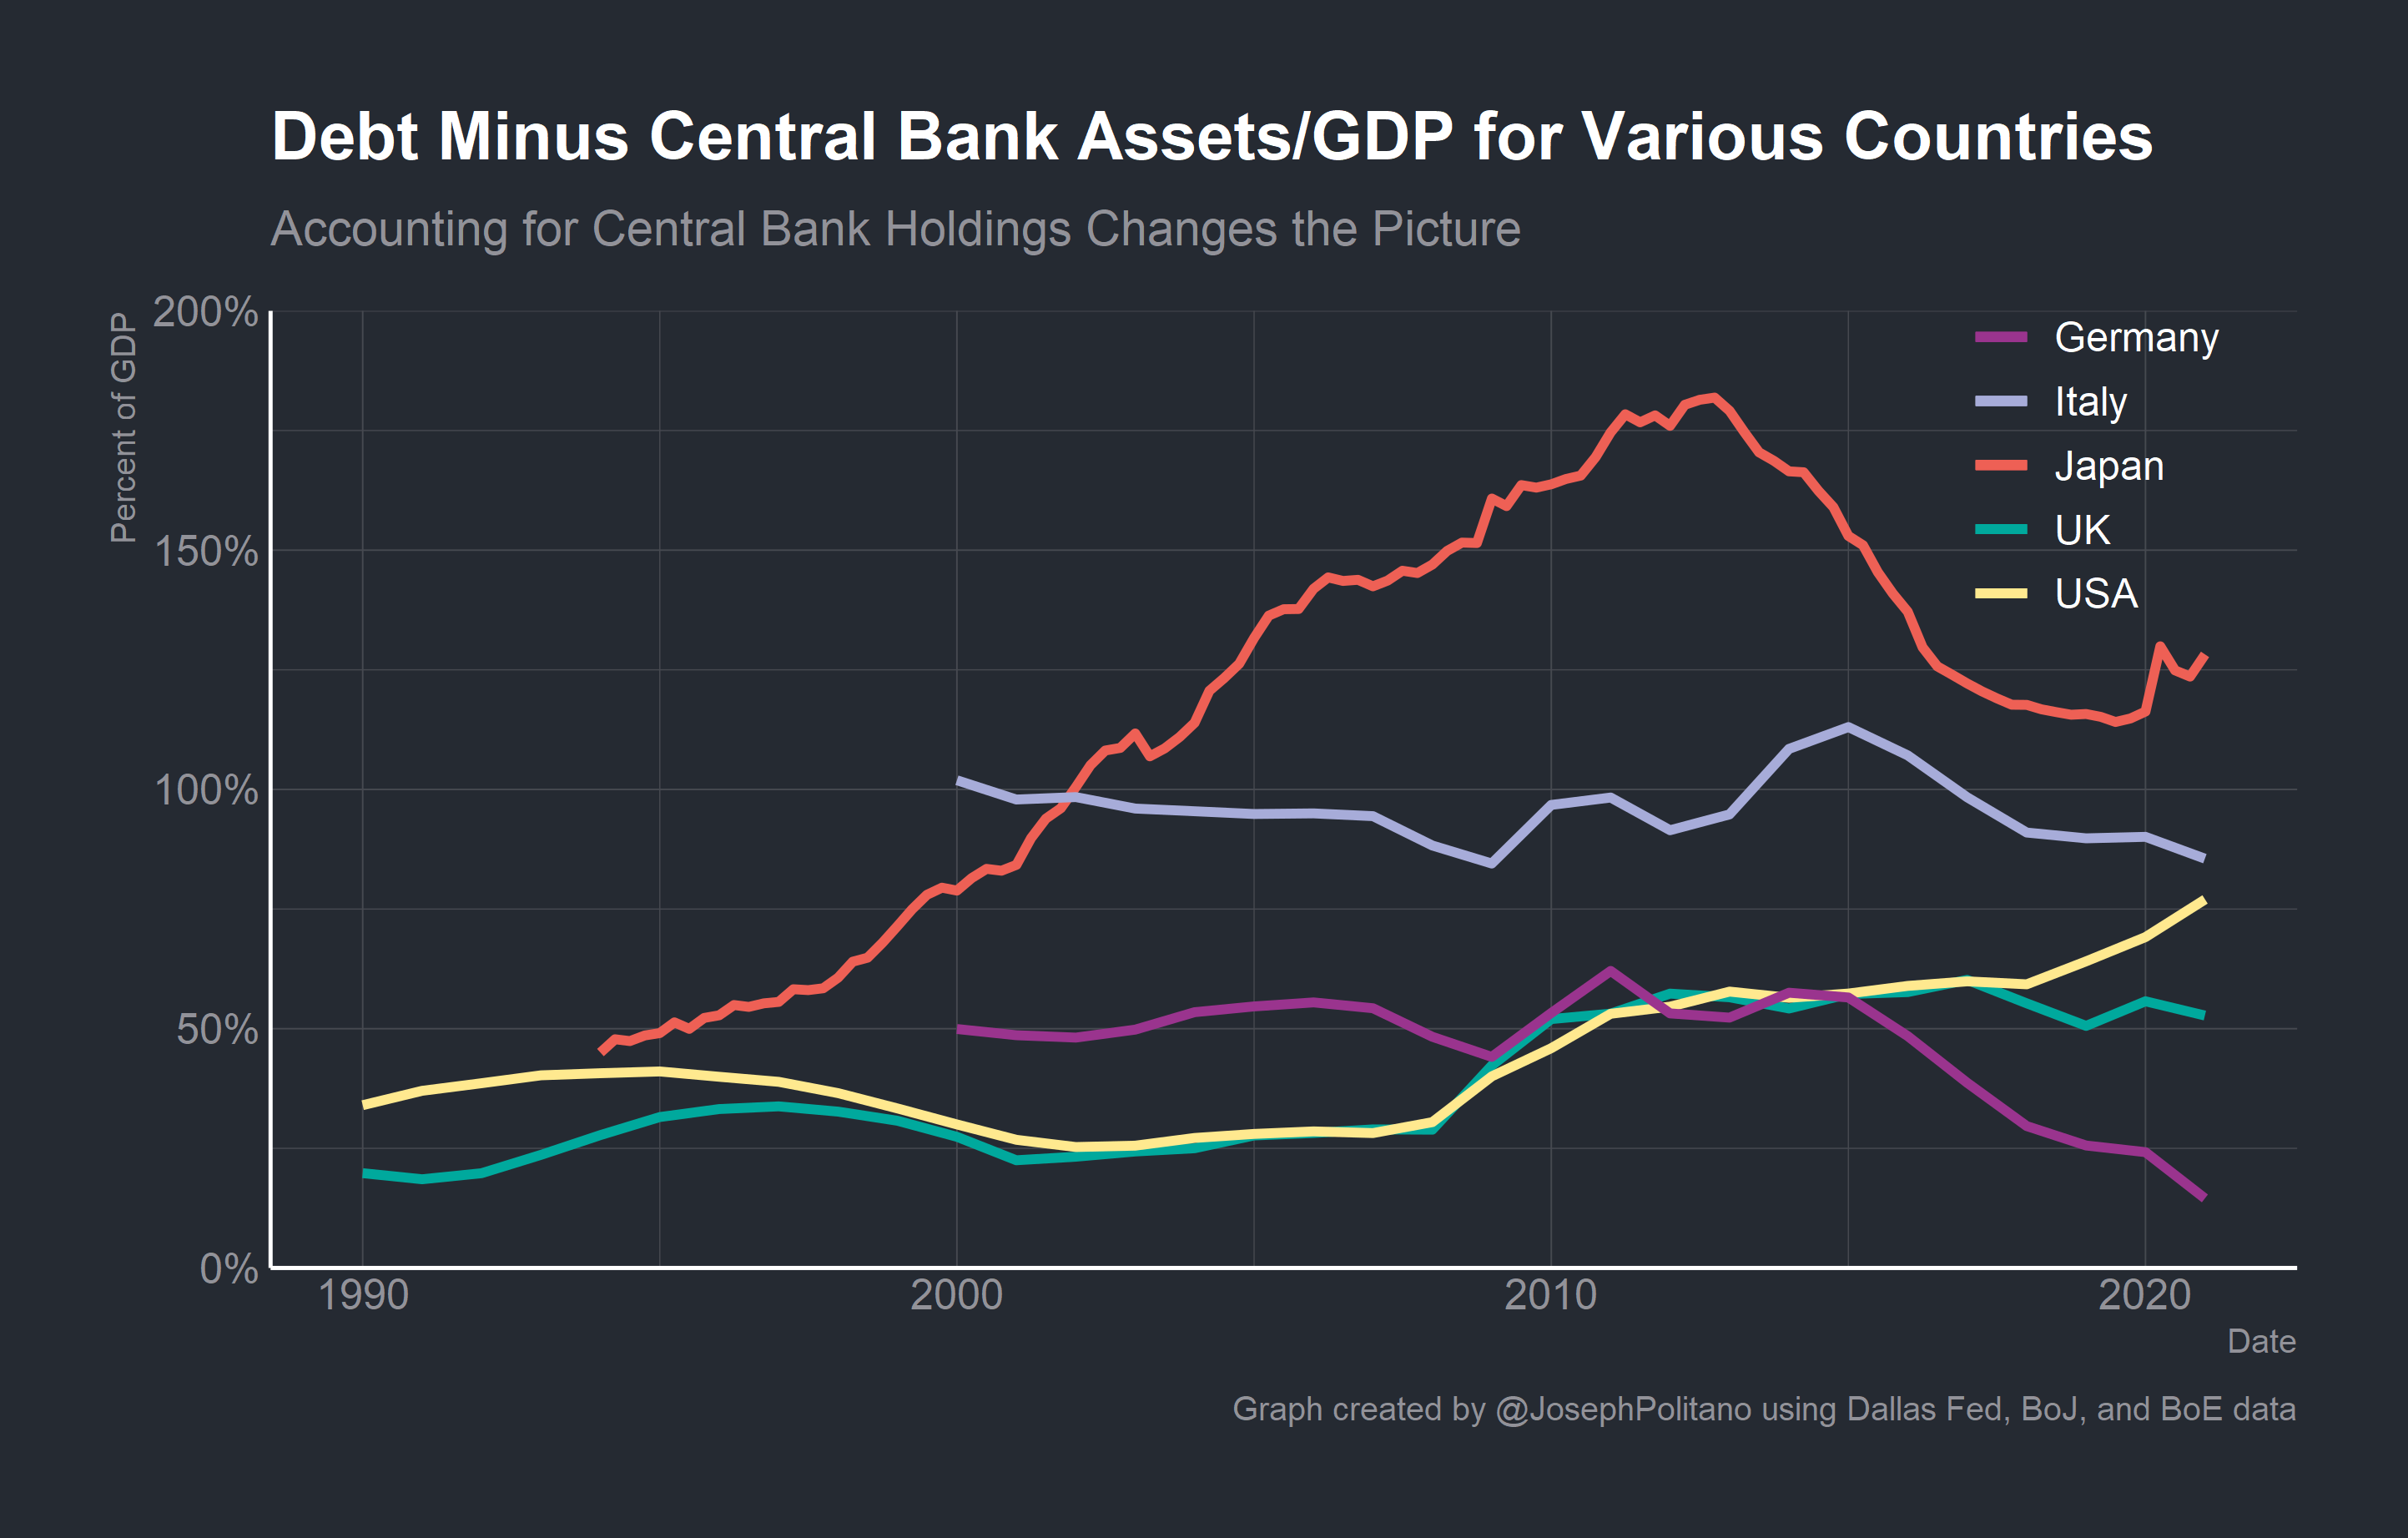 Debt Minus Central Bank Assets/GDP for Various Countries
Accounting for Central Bank Holdings Changes the Picture
Percent of GDP
200%
150%
100%
50%
0%
Germany
Italy
Japan
UK
USA
1990
2000
2010
2020
Date
Graph created by @JosephPolitano using Dallas Fed, BoJ, and BoE data